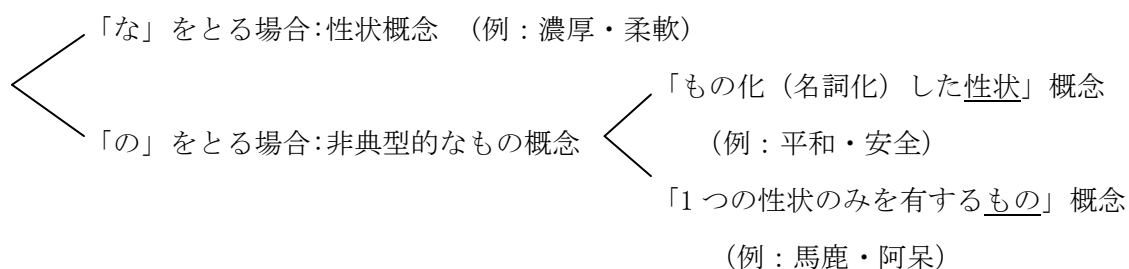 「な」をとる場合:性状概念 (例:濃厚・柔軟)
「もの化(名詞化)した性状」概念
「の」をとる場合:非典型的なもの概念 (例:平和・安全)
「1つの性状のみを有するもの」概念
(例:馬鹿・阿呆)